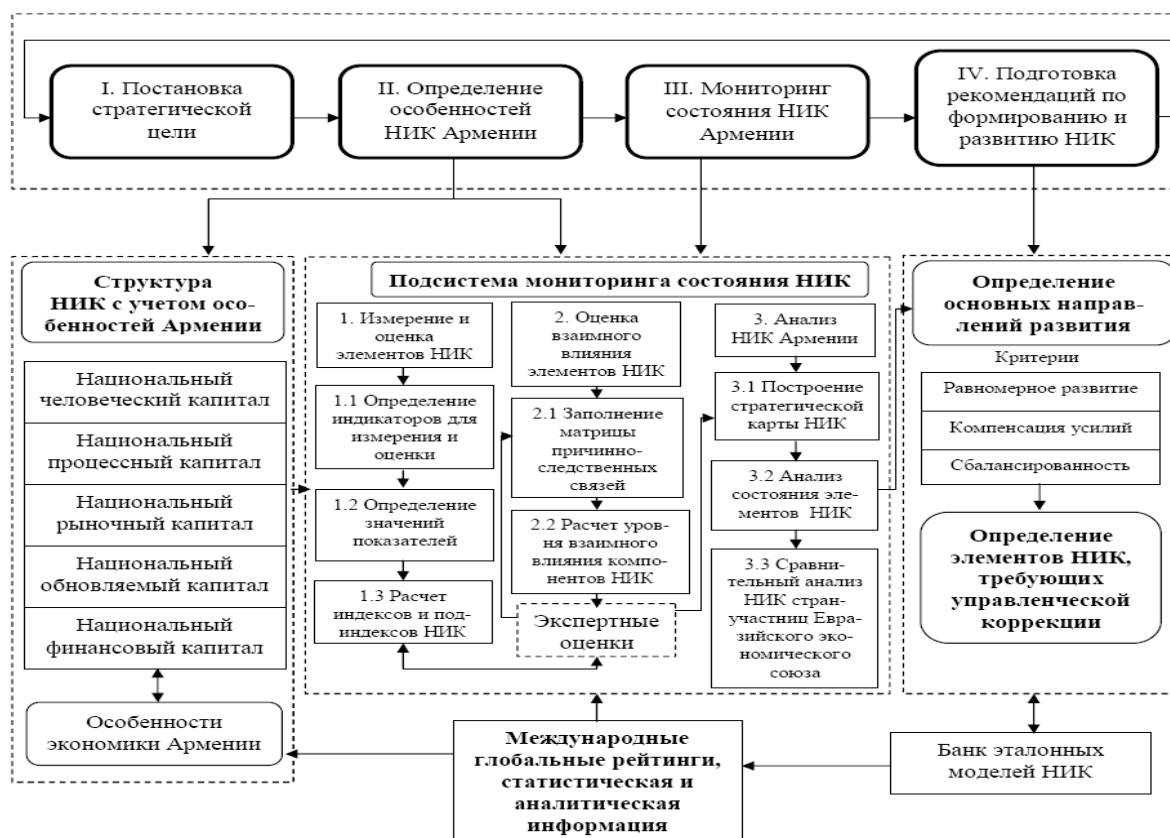 I. Постановка
стратегической
цели
II. Определение
особенностей
НИК Армении
III. Мониторинг
состояния НИК
Армении
IV. Подготовка
рекомендаций по
формированию и
развитию НИК
Структура
НИК с учетом осо-
бенностей Армении
Национальный
человеческий капитал
Национальный
процессный капитал
Национальный
рыночный капитал
Национальный
обновляемый капитал
Национальный
финансовый капитал
Особенности
экономики Армении
Подсистема мониторинга состояния НИК
1. Измерение и
оценка
элементов НИК
1.1 Определение
индикаторов для
измерения и
оценки
1.2 Определение
значений
показателей
1.3 Расчет
индексов и под-
индексов НИК
2. Оценка
взаимного
влияния
элементов НИК
2.1 Заполнение
матрицы
причинно-
следственных
связей
2.2 Расчет уров-
ня взаимного
влияния компо-
нентов НИК
Экспертные
оценки
3. Анализ
НИК Армении
3.1 Построение
стратегической
карты НИК
3.2 Анализ
состояния эле-
ментов НИК
3.3 Сравни-
тельный анализ
НИК стран-
участниц Евра-
зийского эко-
номического
союза
Определение
основных направ-
лений развития
Критерии
Равномерное развитие
Компенсация усилий
Сбалансированность
Определение
элементов НИК,
требующих
управленческой
коррекции
Международные
глобальные рейтинги,
статистическая и
аналитическая
информация
Банк эталонных
моделей НИК